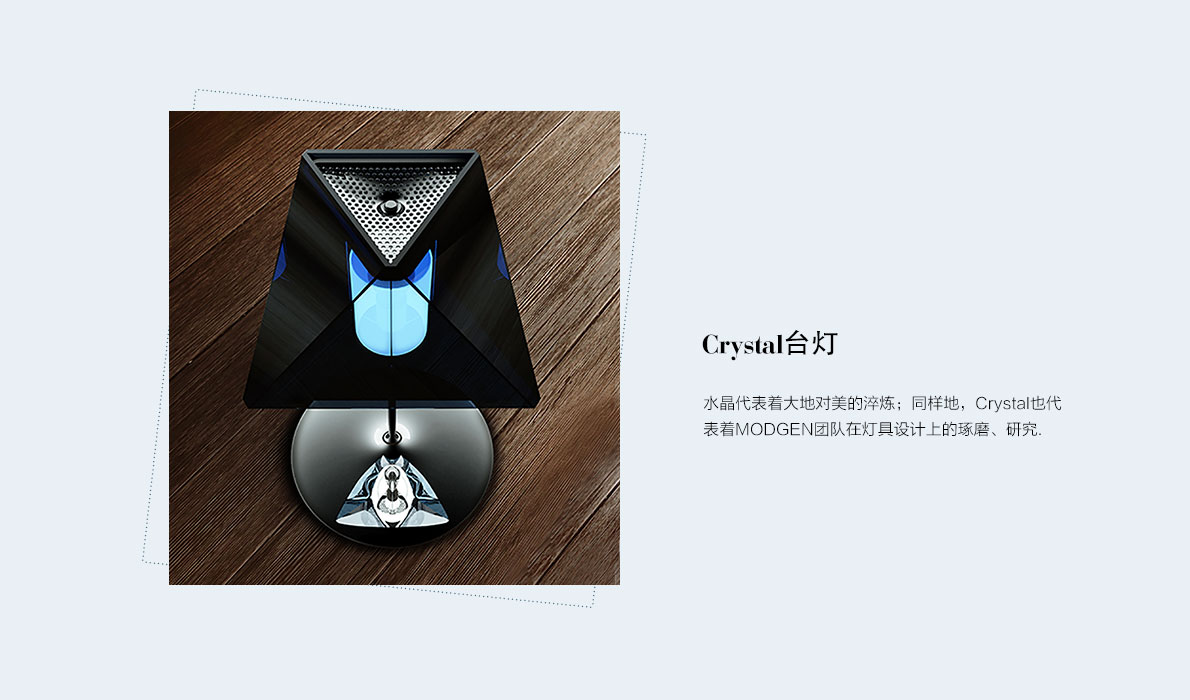 Crystal台灯
水晶代表着大地对美的淬炼；同样地，Crystal也代
表着MODGEN团队在灯具设计上的琢磨、研究.